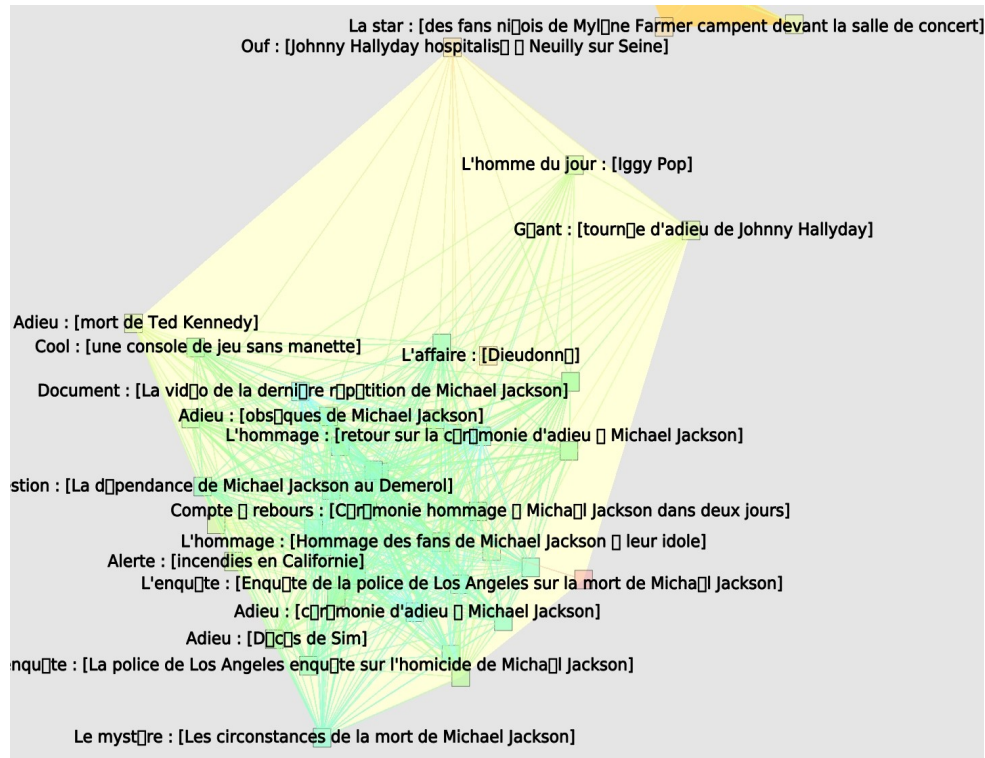 La star : [des fans ni▯ois de Myl▯ne Farmer campent devant la salle de concert]
Ouf : [Johnny Hallyday hospitalis▯ ▯ Neuilly sur Seine]
L'homme du jour : [Iggy Pop]
G▯ant : [tourn▯e d'adieu de Johnny Hallyday]
Adieu : [mort de Ted Kennedy]
Cool : [une console de jeu sans manette]
L'affaire : [Dieudonn▯]
Document : [La vid▯o de la derni▯re r▯p▯tition de Michael Jackson]
Adieu : [obs▯ques de Michael Jackson]
L'hommage : [retour sur la c▯r▯monie d'adieu ▯ Michael Jackson]
stion : [La d▯pendance de Michael Jackson au Demerol]
Compte ▯ rebours : [C▯r▯monie hommage ▯ Micha▯l Jackson dans deux jours]
L'hommage : [Hommage des fans de Michael Jackson ▯ leur idole]
Alerte : [incendies en Californie]
L'enqu▯te : [Enqu▯te de la police de Los Angeles sur la mort de Micha▯l Jackson]
Adieu : [c▯r▯monie d'adieu ▯ Michael Jackson]
Adieu : [D▯c▯s de Sim]
nqu▯te : [La police de Los Angeles enqu▯te sur l'homicide de Micha▯l Jackson]
Le myst▯re : [Les circonstances de la mort de Michael Jackson]